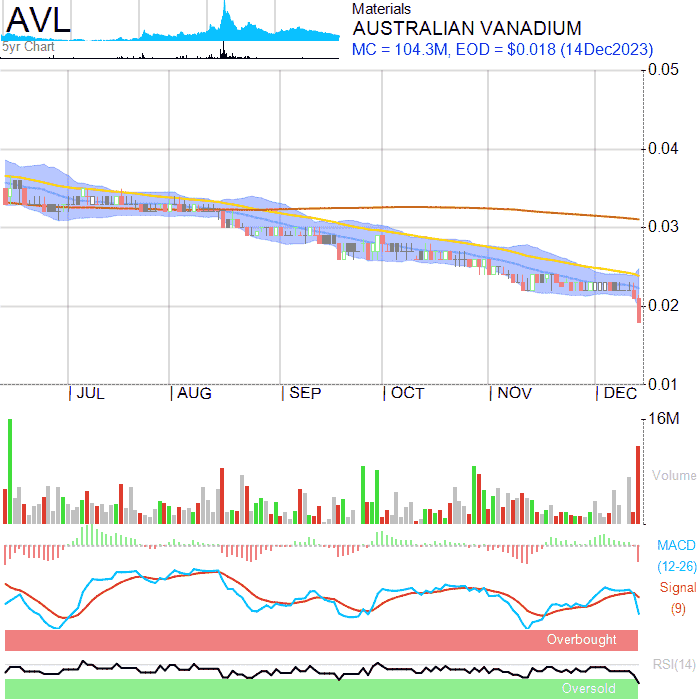 AVL
5yr Chart
Materials
AUSTRALIAN VANADIUM
MC = 104.3M, EOD = $0.018 (14Dec2023)
0.05
0.04
0.03
0.02
0.01
JUL AUG SEP OCT NOV DEC
16M
Volume
MACD
(12-26)
Signal
(9)
Overbought
RSI(14)
Oversold